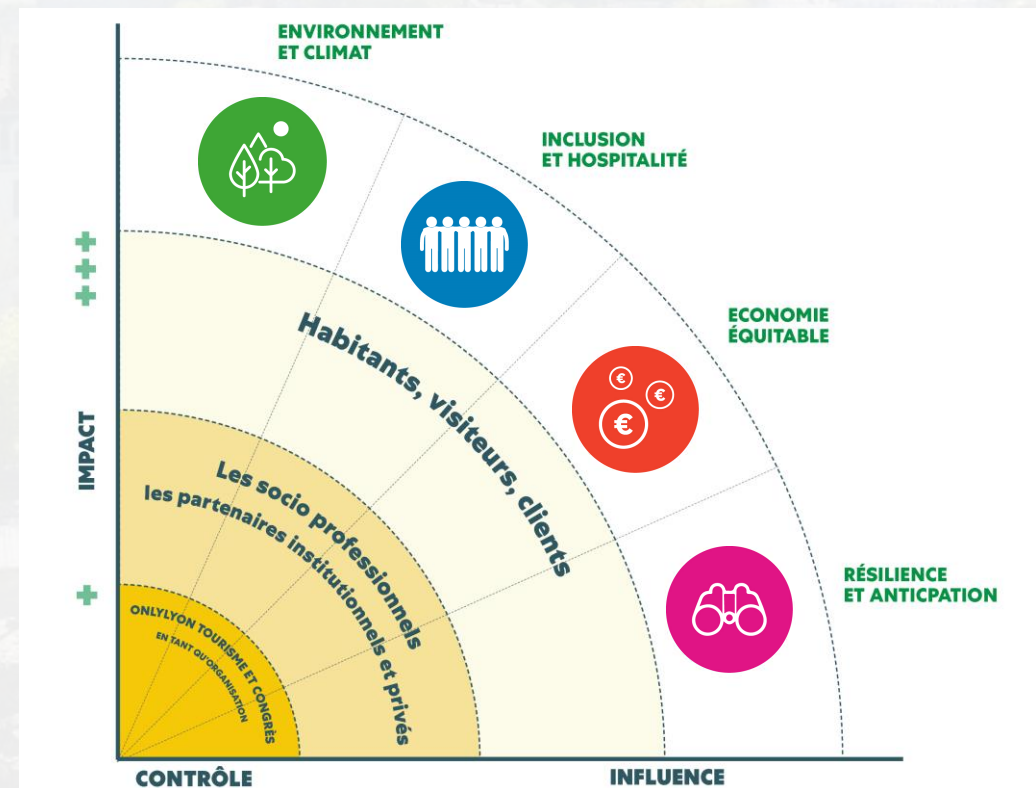 ENVIRONNEMENT
ET CLIMAT
INCLUSION
ET HOSPITALITÉ
ECONOMIE
ÉQUITABLE
RÉSILIENCE
ET ANTICPATION
+
+
+
IMPACT
+
Habitants, visiteurs, clients
Les socio professionnels
les partenaires institutionnels et privés
ONLYLYON TOURISME ET CONGRÈS
EN TANT QU'ORGANISATION
€
€
€
CONTRÔLE
INFLUENCE